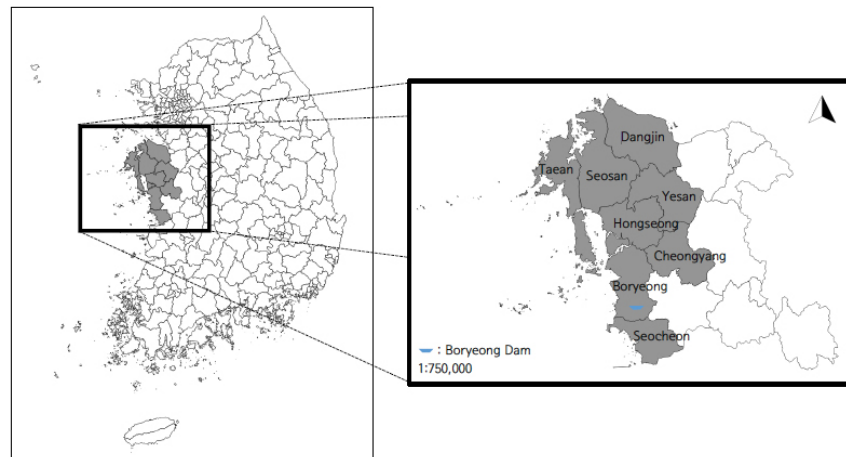 Dangjin
Taean
Seosan
Yesan
Hongseong
Cheongyang
Boryeong
Seocheon
: Boryeong Dam
1:750,000